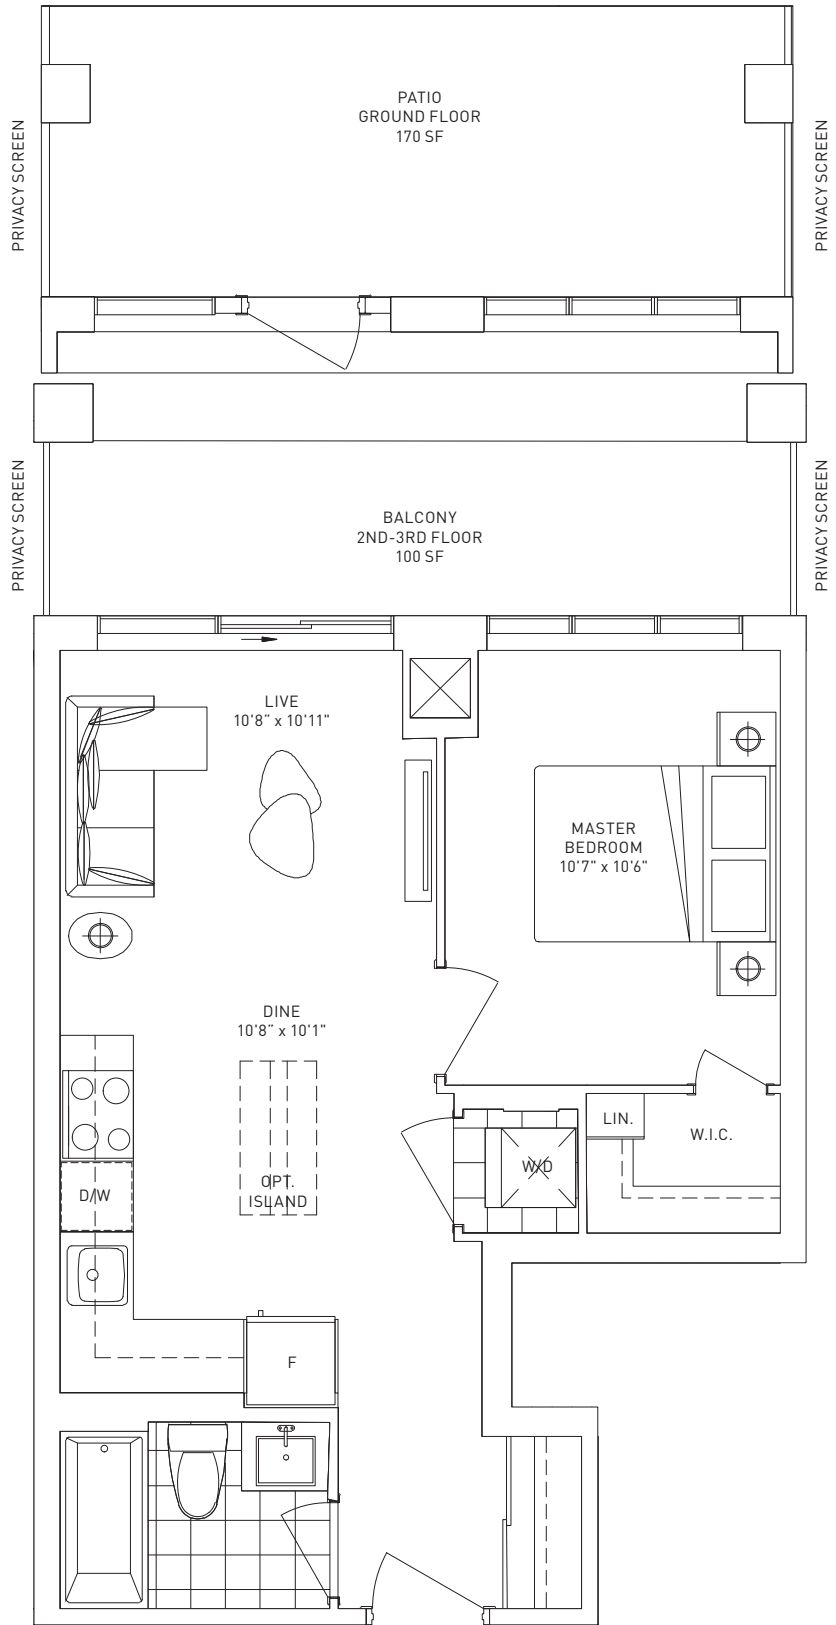 PATIO
GROUND FLOOR
170 SF
PRIVACY SCREEN
PRIVACY SCREEN
BALCONY
2ND-3RD FLOOR
100 SF
PRIVACY SCREEN
PRIVACY SCREEN
LIVE
10'8" x 10'11"
MASTER
BEDROOM
10'7" x 10'6"
DINE
10'8" x 10'1"
LIN.
W.I.C.
W/D
D/W
OPT.
ISLAND
F